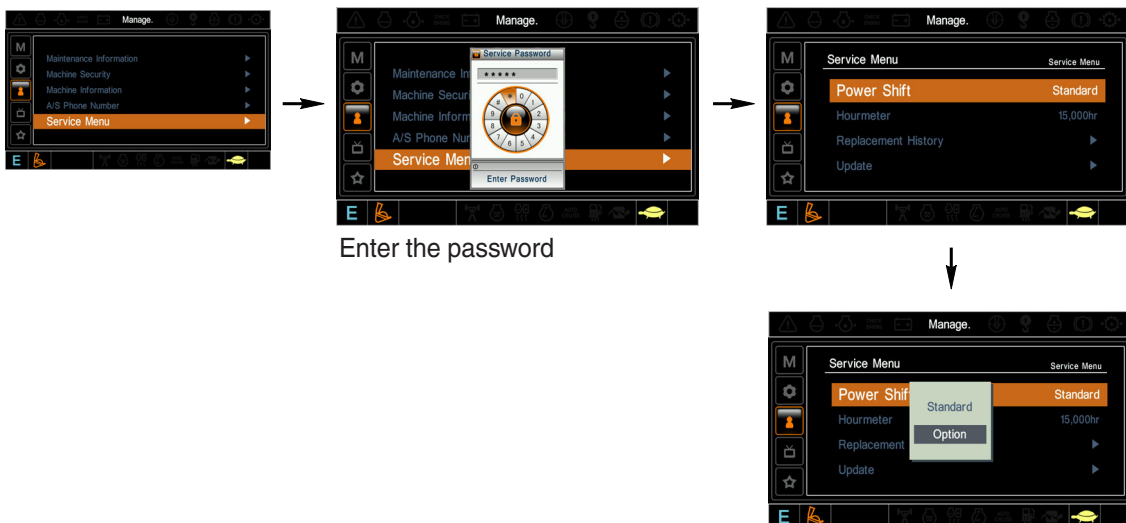 Manage.
M
Maintenance Information
Machine Security
Machine Information
A/S Phone Number
Service Menu
E
Manage.
M
Service Password
*****
Maintenance In
Machine Securi
Machine Inform
A/S Phone Nur
Service Men
* 0 1 2 3 4 5 6 7 8 9 #
Enter Password
E
Enter the password
Manage.
M
Service Menu Service Menu
Power Shift Standard
Hourmeter 15,000hr
Replacement History
Update
E
Manage.
M
Service Menu Service Menu
Power Shif Standard
Standard
Hourmeter 15,000hr
Option
Replacement
Update
E